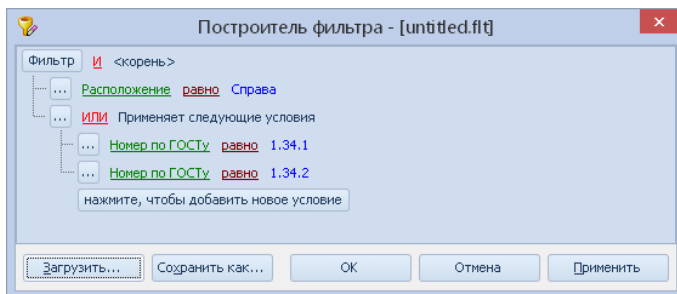 Построитель фильтра - [untitled.flt]
Фильтр И <корень>
... Расположение равно Справа
... ИЛИ Применяет следующие условия
... Номер по ГОСТу равно 1.34.1
... Номер по ГОСТу равно 1.34.2
нажмите, чтобы добавить новое условие
Загрузить... Сохранить как... ОК Отмена Применить